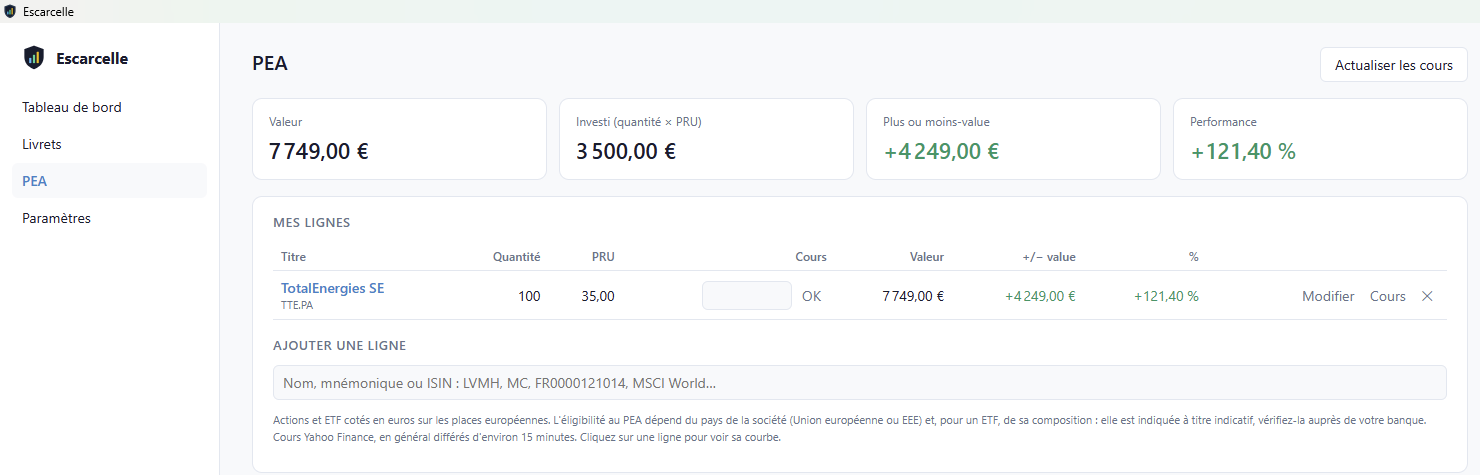 Escarcelle
Escarcelle
Tableau de bord
Livrets
PEA
Paramètres
PEA
Actualiser les cours
Valeur
7 749,00 €
Investi (quantité × PRU)
3 500,00 €
Plus ou moins-value
+4 249,00 €
Performance
+121,40 %
MES LIGNES
Titre Quantité PRU Cours Valeur +/− value %
TotalEnergies SE
TTE.PA
100 35,00 OK 7 749,00 € +4 249,00 € +121,40 % Modifier Cours ×
AJOUTER UNE LIGNE
Nom, mnémonique ou ISIN : LVMH, MC, FR0000121014, MSCI World…
Actions et ETF cotés en euros sur les places européennes. L'éligibilité au PEA dépend du pays de la société (Union européenne ou EEE) et, pour un ETF, de sa composition : elle est indiquée à titre indicatif, vérifiez-la auprès de votre banque.
Cours Yahoo Finance, en général différés d'environ 15 minutes. Cliquez sur une ligne pour voir sa courbe.